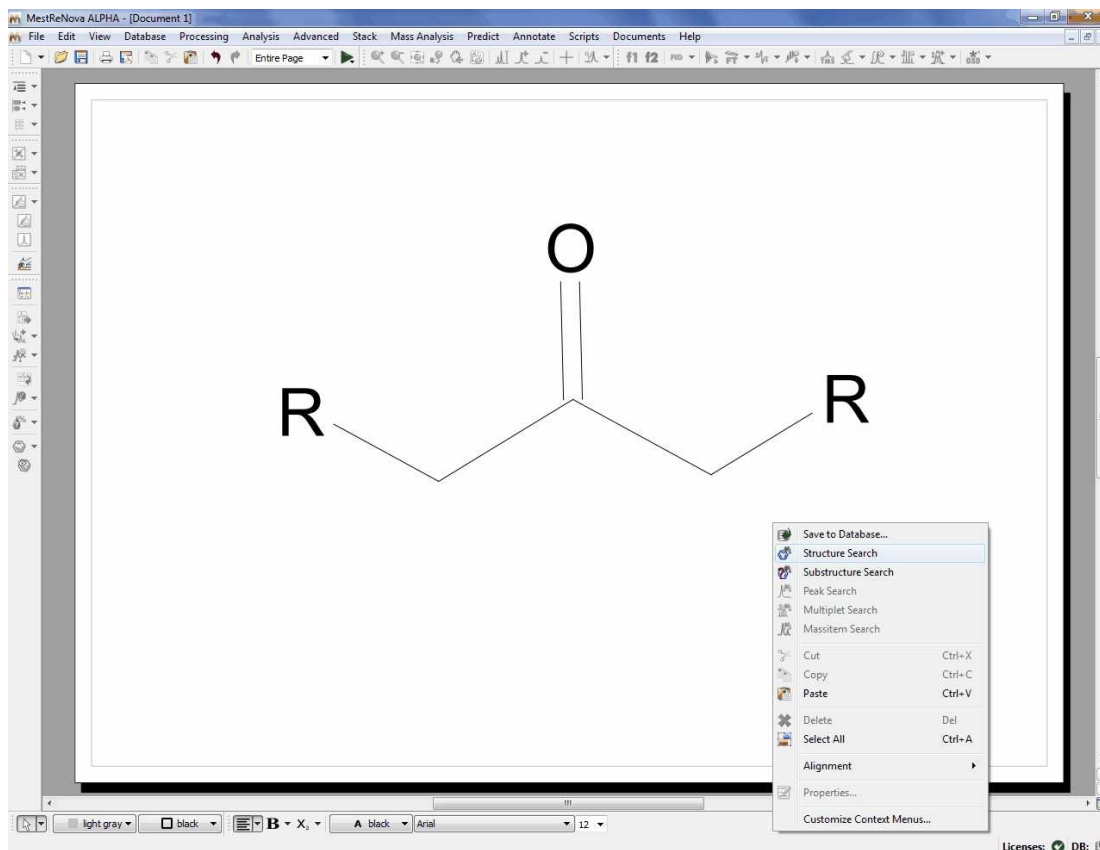 MestReNova ALPHA - [Document 1]
File Edit View Database Processing Analysis Advanced Stack Mass Analysis Predict Annotate Scripts Documents Help
Entire Page f1 f2
O
R
R
Save to Database...
Structure Search
Substructure Search
Peak Search
Multiplet Search
Massitem Search
Cut Ctrl+X
Copy Ctrl+C
Paste Ctrl+V
Delete Del
Select All Ctrl+A
Alignment
Properties...
Customize Context Menus...
light gray black B X₂ A black Arial 12
Licenses: DB: